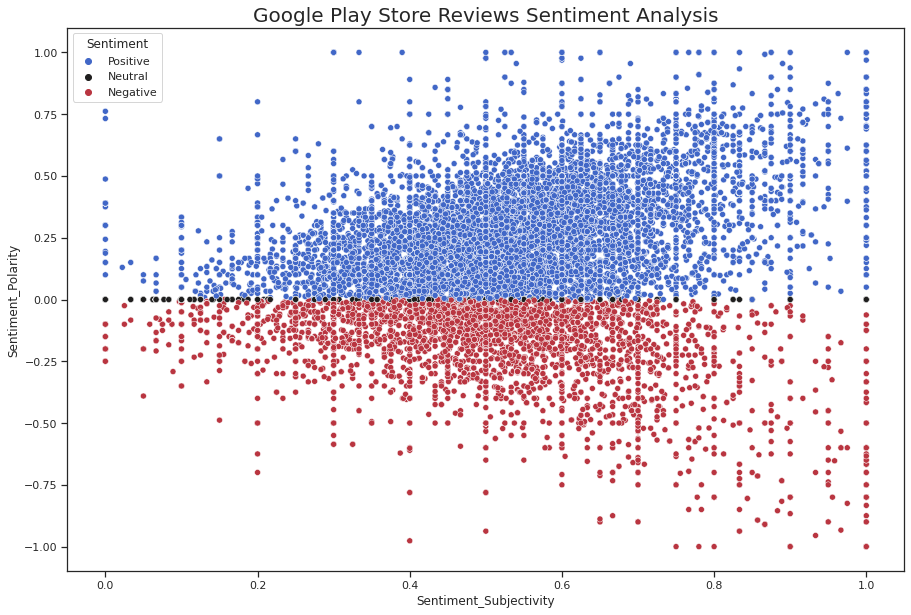 Google Play Store Reviews Sentiment Analysis
Sentiment
Positive
Neutral
Negative
1.00
0.75
0.50
0.25
0.00
−0.25
−0.50
−0.75
−1.00
Sentiment_Polarity
0.0 0.2 0.4 0.6 0.8 1.0
Sentiment_Subjectivity